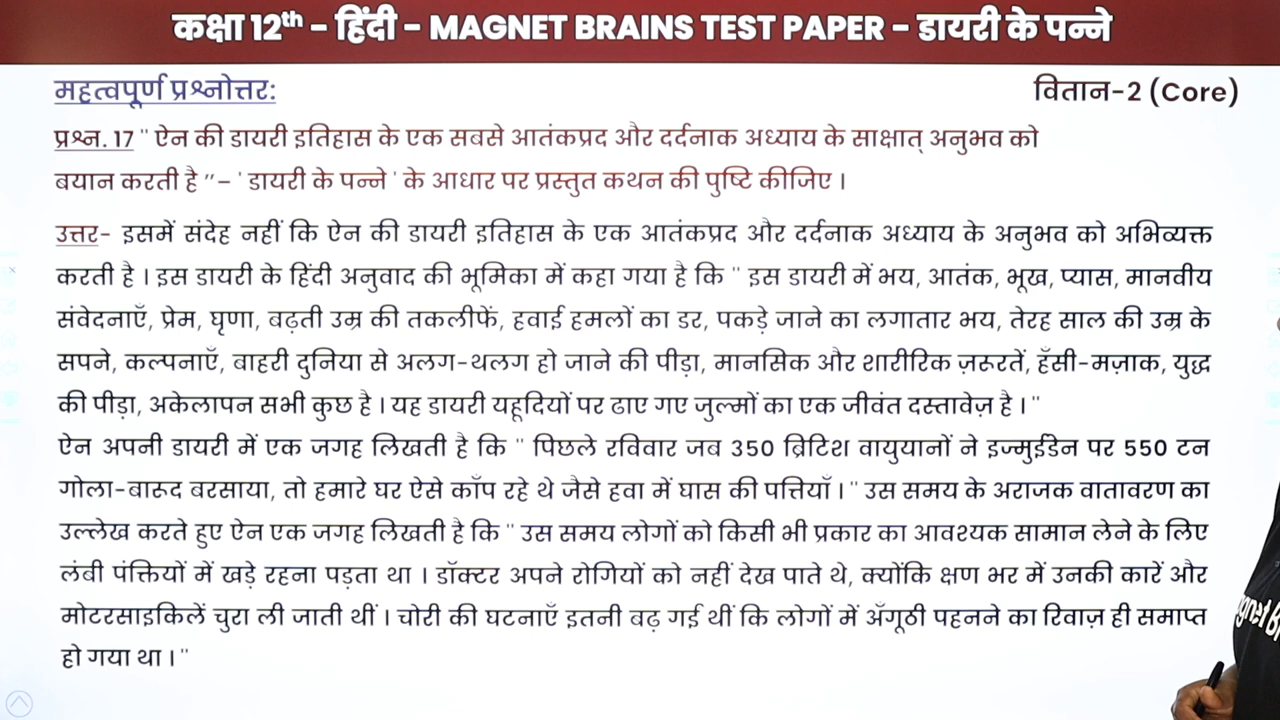 कक्षा 12th - हिंदी - MAGNET BRAINS TEST PAPER - डायरी के पन्ने
महत्वपूर्ण प्रश्नोत्तर:
वितान-2 (Core)
प्रश्न. 17 " ऐन की डायरी इतिहास के एक सबसे आतंकप्रद और दर्दनाक अध्याय के साक्षात् अनुभव को
बयान करती है "– ' डायरी के पन्ने ' के आधार पर प्रस्तुत कथन की पुष्टि कीजिए ।
उत्तर- इसमें संदेह नहीं कि ऐन की डायरी इतिहास के एक आतंकप्रद और दर्दनाक अध्याय के अनुभव को अभिव्यक्त
करती है । इस डायरी के हिंदी अनुवाद की भूमिका में कहा गया है कि " इस डायरी में भय, आतंक, भूख, प्यास, मानवीय
संवेदनाएँ, प्रेम, घृणा, बढ़ती उम्र की तकलीफें, हवाई हमलों का डर, पकड़े जाने का लगातार भय, तेरह साल की उम्र के
सपने, कल्पनाएँ, बाहरी दुनिया से अलग-थलग हो जाने की पीड़ा, मानसिक और शारीरिक ज़रूरतें, हँसी-मज़ाक, युद्ध
की पीड़ा, अकेलापन सभी कुछ है । यह डायरी यहूदियों पर ढाए गए जुल्मों का एक जीवंत दस्तावेज़ है । "
ऐन अपनी डायरी में एक जगह लिखती है कि " पिछले रविवार जब 350 ब्रिटिश वायुयानों ने इज्मुईडेन पर 550 टन
गोला-बारूद बरसाया, तो हमारे घर ऐसे काँप रहे थे जैसे हवा में घास की पत्तियाँ । " उस समय के अराजक वातावरण का
उल्लेख करते हुए ऐन एक जगह लिखती है कि " उस समय लोगों को किसी भी प्रकार का आवश्यक सामान लेने के लिए
लंबी पंक्तियों में खड़े रहना पड़ता था । डॉक्टर अपने रोगियों को नहीं देख पाते थे, क्योंकि क्षण भर में उनकी कारें और
मोटरसाइकिलें चुरा ली जाती थीं । चोरी की घटनाएँ इतनी बढ़ गई थीं कि लोगों में अँगूठी पहनने का रिवाज़ ही समाप्त
हो गया था । "